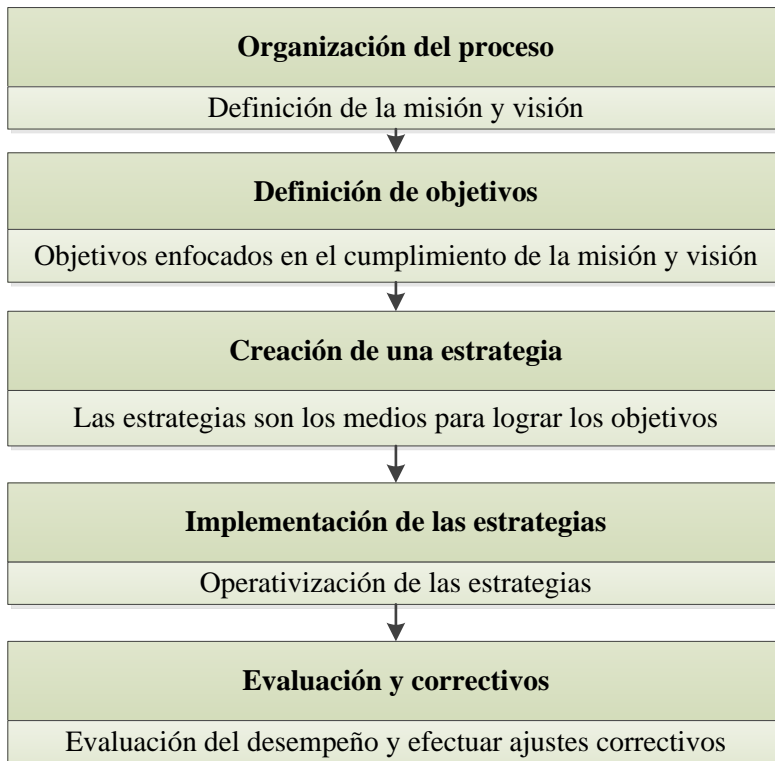 Organización del proceso
Definición de la misión y visión
Definición de objetivos
Objetivos enfocados en el cumplimiento de la misión y visión
Creación de una estrategia
Las estrategias son los medios para lograr los objetivos
Implementación de las estrategias
Operativización de las estrategias
Evaluación y correctivos
Evaluación del desempeño y efectuar ajustes correctivos